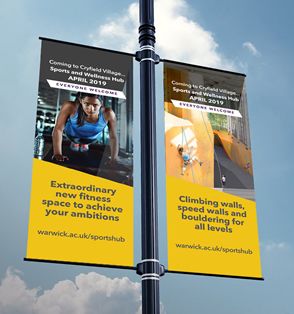 Coming to Cryfield Village...
Sports and Wellness Hub
APRIL 2019
EVERYONE WELCOME
Extraordinary
new fitness
space to achieve
your ambitions
warwick.ac.uk/sportshub
Coming to Cryfield Village...
Sports and Wellness Hub
APRIL 2019
EVERYONE WELCOME
Climbing walls,
speed walls and
bouldering for
all levels
warwick.ac.uk/sportshub